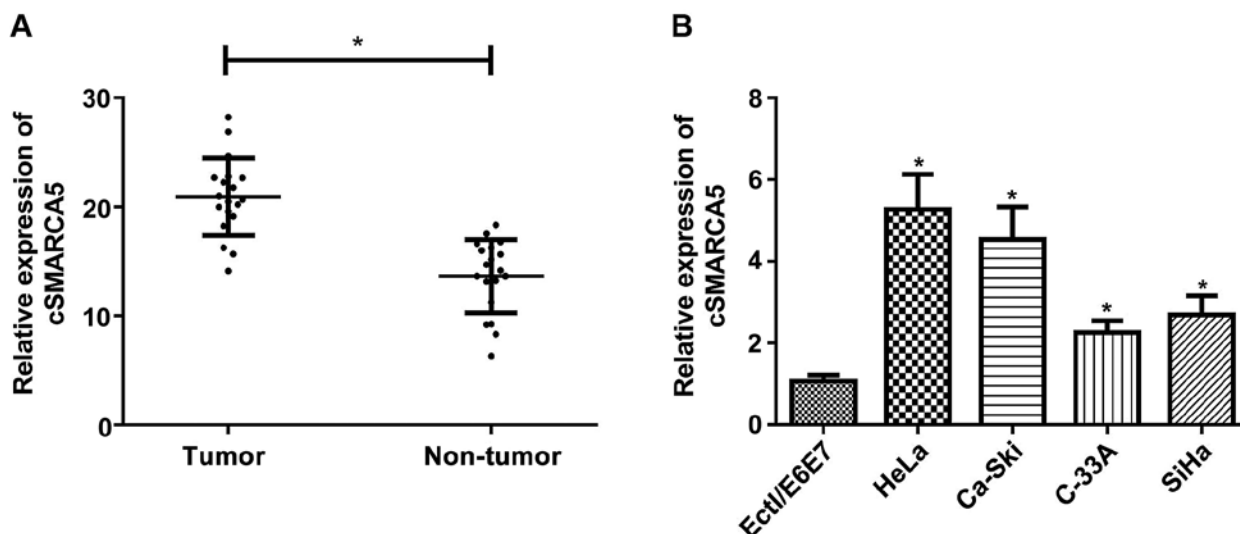 A
*
Relative expression of
cSMARCA5
30
20
10
0
Tumor
Non-tumor
B
Relative expression of
cSMARCA5
8
6
4
2
0
*
*
*
*
Ectl/E6E7
HeLa
Ca-Ski
C-33A
SiHa